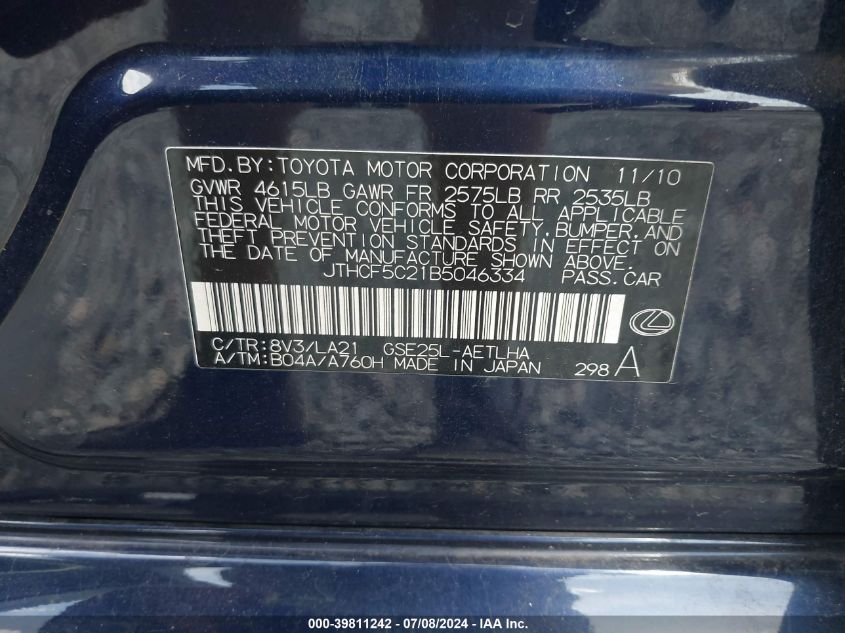 MFD.BY:TOYOTA MOTOR CORPORATION 11/10
GVWR 4615LB GAWR FR 2575LB RR 2535LB
THIS VEHICLE CONFORMS TO ALL APPLICABLE
FEDERAL MOTOR VEHICLE SAFETY,BUMPER,AND
THEFT PREVENTION STANDARDS IN EFFECT ON
THE DATE OF MANUFACTURE SHOWN ABOVE.
JTHCF5C21B5046334 PASS.CAR
C/TR:8V3/LA21 GSE25L-AETLHA
A/TM:B04A/A760H MADE IN JAPAN 298 A
000-39811242 - 07/08/2024 - IAA Inc.